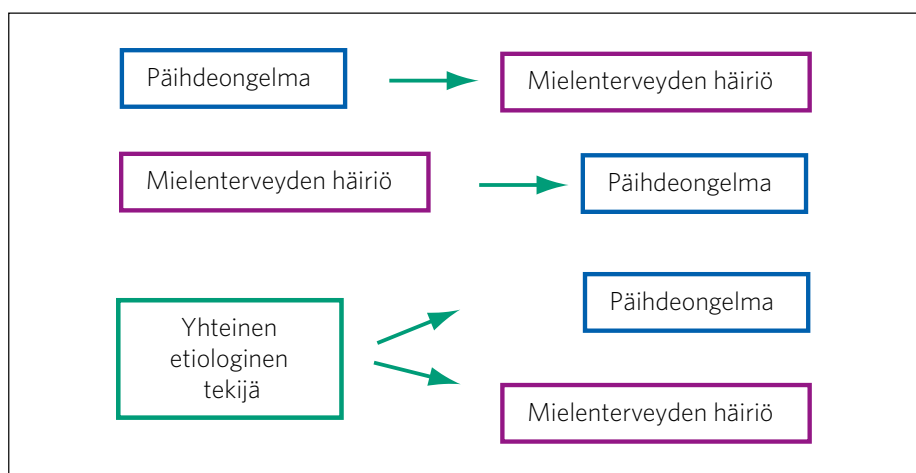 Päihdeongelma
Mielenterveyden häiriö
Mielenterveyden häiriö
Päihdeongelma
Yhteinen
etiologinen
tekijä
Päihdeongelma
Mielenterveyden häiriö